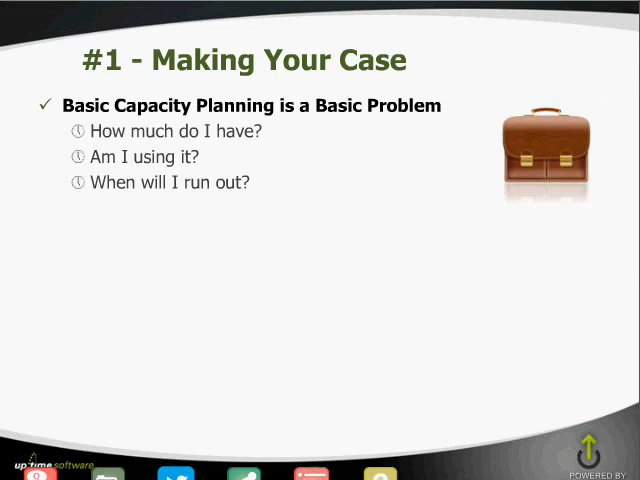 #1 - Making Your Case
Basic Capacity Planning is a Basic Problem
How much do I have?
Am I using it?
When will I run out?
up time software
POWERED BY